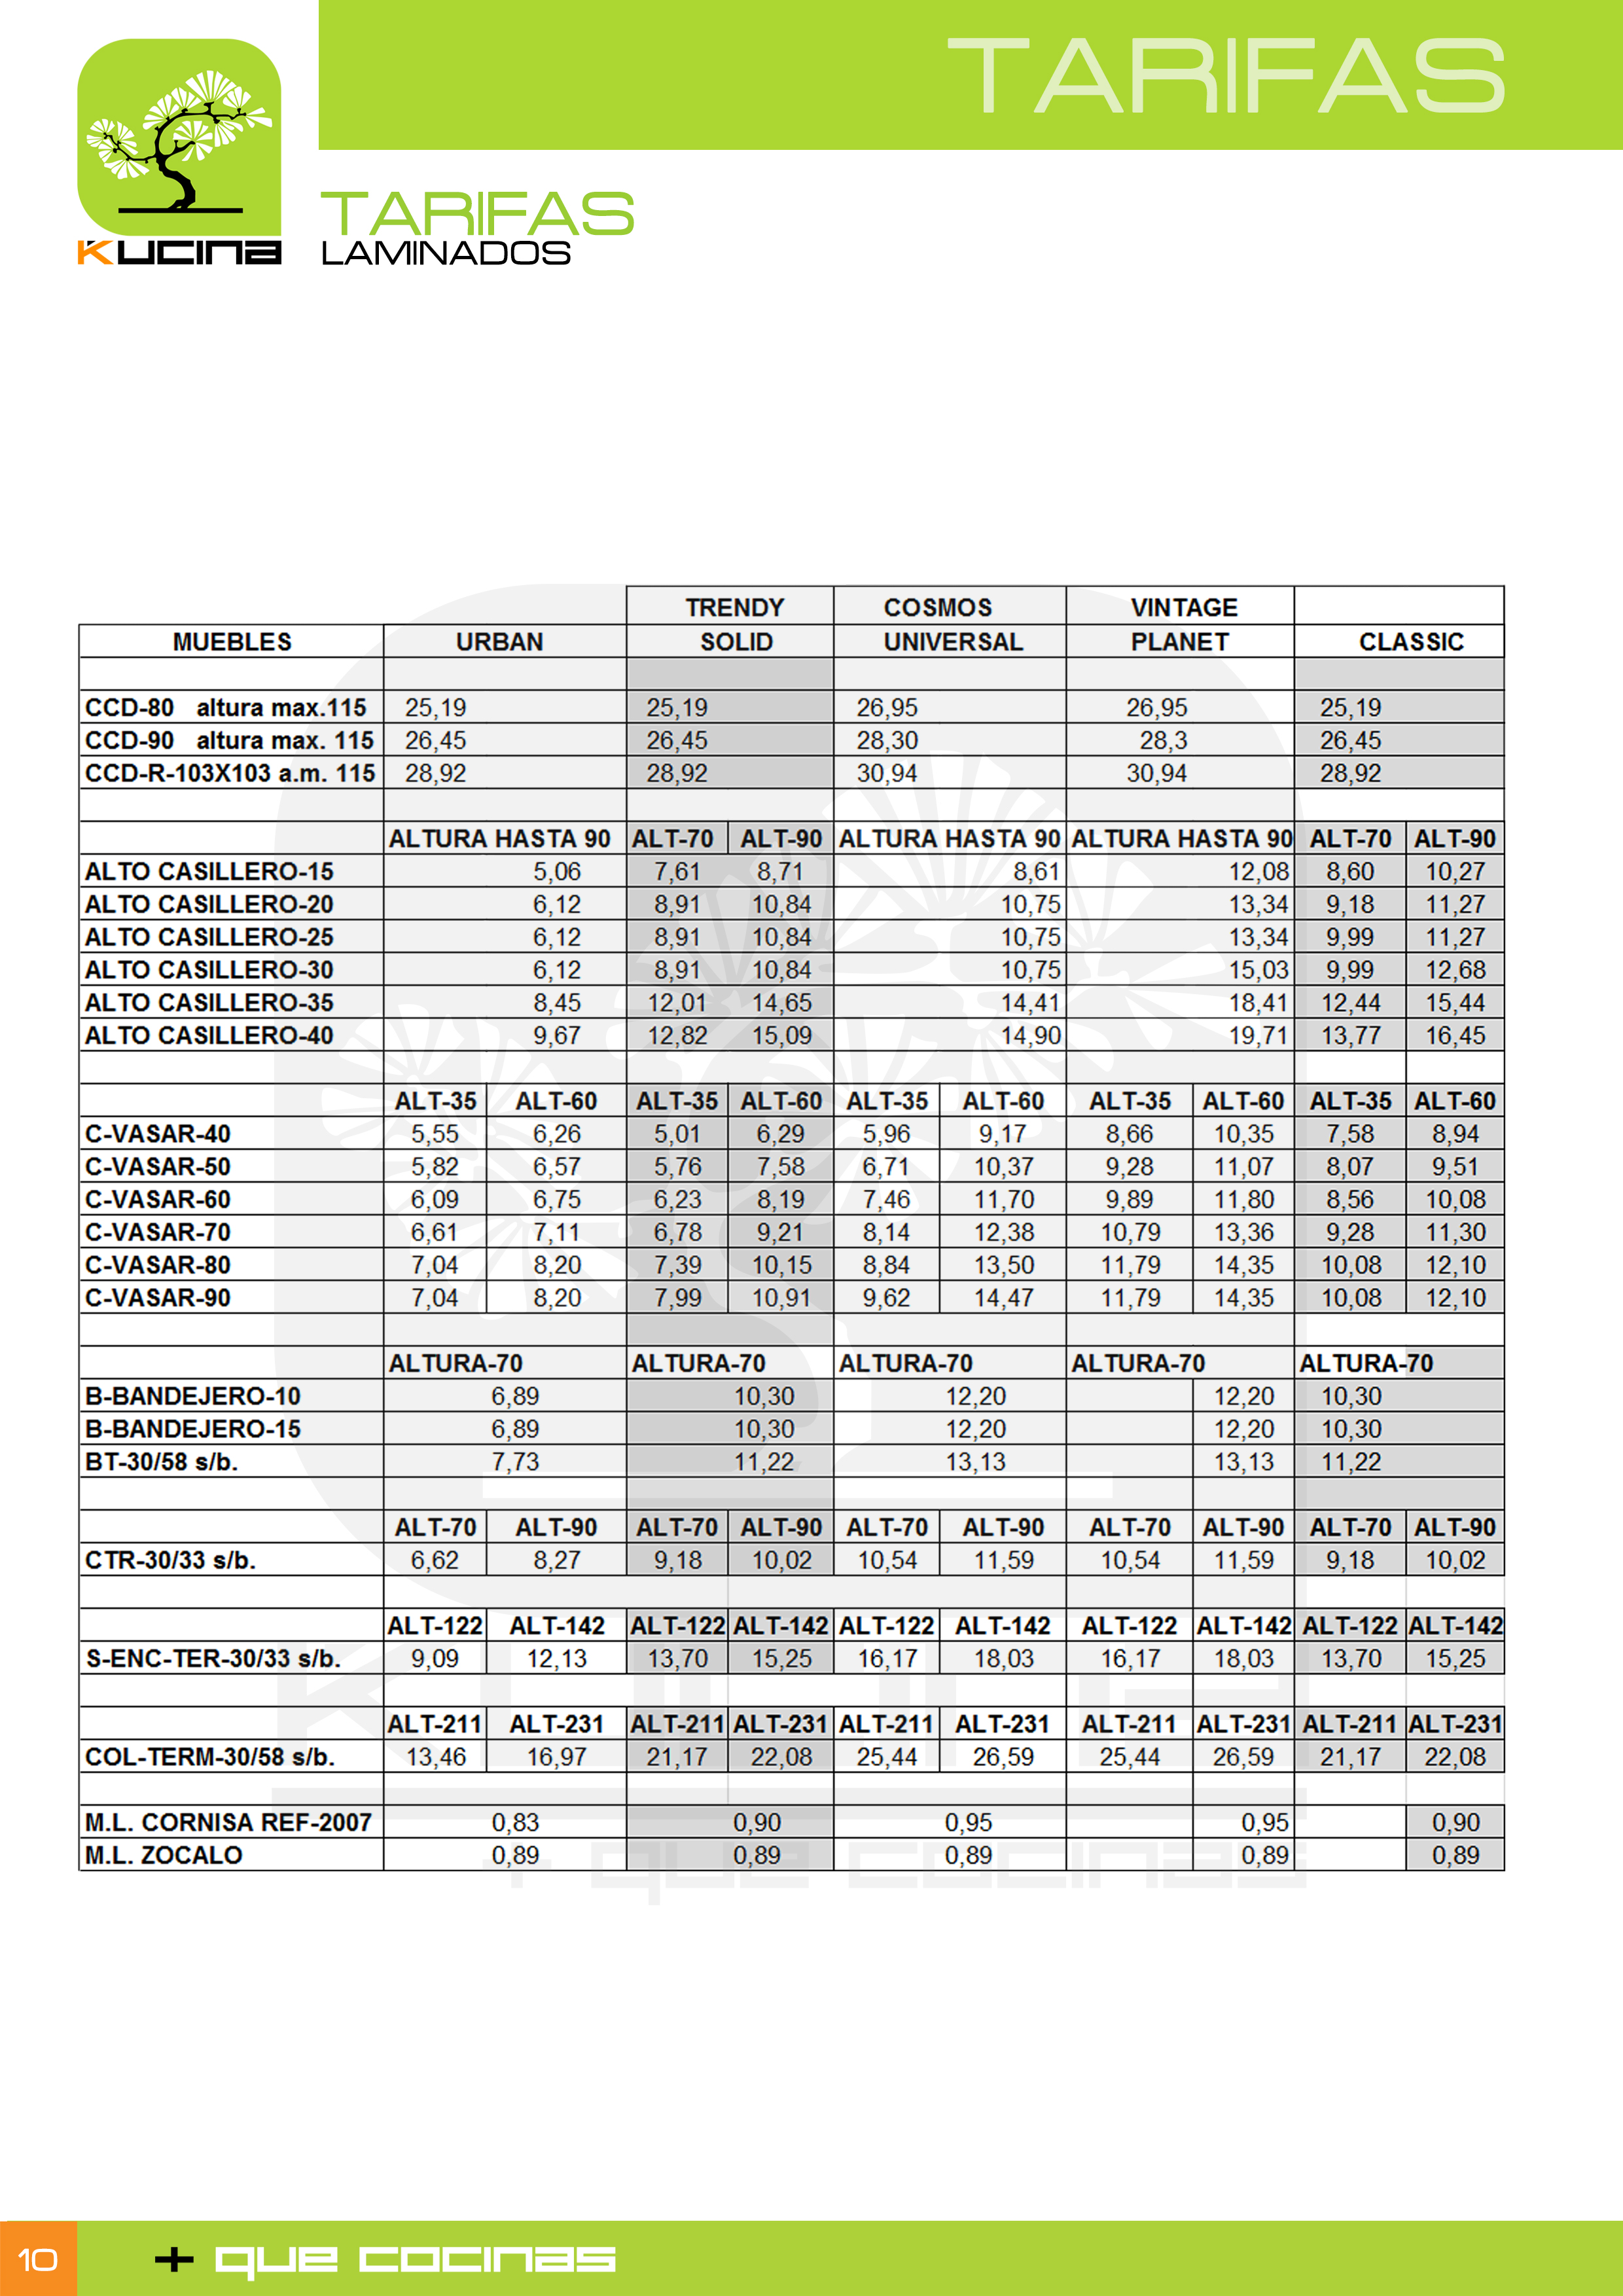 TARIFAS
TARIFAS
LAMINADOS
KUCINA
TRENDY COSMOS VINTAGE
MUEBLES URBAN SOLID UNIVERSAL PLANET CLASSIC
CCD-80 altura max.115 25,19 25,19 26,95 26,95 25,19
CCD-90 altura max. 115 26,45 26,45 28,30 28,3 26,45
CCD-R-103X103 a.m. 115 28,92 28,92 30,94 30,94 28,92
ALTURA HASTA 90 ALT-70 ALT-90 ALTURA HASTA 90 ALTURA HASTA 90 ALT-70 ALT-90
ALTO CASILLERO-15 5,06 7,61 8,71 8,61 12,08 8,60 10,27
ALTO CASILLERO-20 6,12 8,91 10,84 10,75 13,34 9,18 11,27
ALTO CASILLERO-25 6,12 8,91 10,84 10,75 13,34 9,99 11,27
ALTO CASILLERO-30 6,12 8,91 10,84 10,75 15,03 9,99 12,68
ALTO CASILLERO-35 8,45 12,01 14,65 14,41 18,41 12,44 15,44
ALTO CASILLERO-40 9,67 12,82 15,09 14,90 19,71 13,77 16,45
ALT-35 ALT-60 ALT-35 ALT-60 ALT-35 ALT-60 ALT-35 ALT-60 ALT-35 ALT-60
C-VASAR-40 5,55 6,26 5,01 6,29 5,96 9,17 8,66 10,35 7,58 8,94
C-VASAR-50 5,82 6,57 5,76 7,58 6,71 10,37 9,28 11,07 8,07 9,51
C-VASAR-60 6,09 6,75 6,23 8,19 7,46 11,70 9,89 11,80 8,56 10,08
C-VASAR-70 6,61 7,11 6,78 9,21 8,14 12,38 10,79 13,36 9,28 11,30
C-VASAR-80 7,04 8,20 7,39 10,15 8,84 13,50 11,79 14,35 10,08 12,10
C-VASAR-90 7,04 8,20 7,99 10,91 9,62 14,47 11,79 14,35 10,08 12,10
ALTURA-70 ALTURA-70 ALTURA-70 ALTURA-70 ALTURA-70
B-BANDEJERO-10 6,89 10,30 12,20 12,20 10,30
B-BANDEJERO-15 6,89 10,30 12,20 12,20 10,30
BT-30/58 s/b. 7,73 11,22 13,13 13,13 11,22
ALT-70 ALT-90 ALT-70 ALT-90 ALT-70 ALT-90 ALT-70 ALT-90 ALT-70 ALT-90
CTR-30/33 s/b. 6,62 8,27 9,18 10,02 10,54 11,59 10,54 11,59 9,18 10,02
ALT-122 ALT-142 ALT-122 ALT-142 ALT-122 ALT-142 ALT-122 ALT-142 ALT-122 ALT-142
S-ENC-TER-30/33 s/b. 9,09 12,13 13,70 15,25 16,17 18,03 16,17 18,03 13,70 15,25
ALT-211 ALT-231 ALT-211 ALT-231 ALT-211 ALT-231 ALT-211 ALT-231 ALT-211 ALT-231
COL-TERM-30/58 s/b. 13,46 16,97 21,17 22,08 25,44 26,59 25,44 26,59 21,17 22,08
M.L. CORNISA REF-2007 0,83 0,90 0,95 0,95 0,90
M.L. ZOCALO 0,89 0,89 0,89 0,89 0,89
KUCINA
+ que cocinas
10 + que cocinas